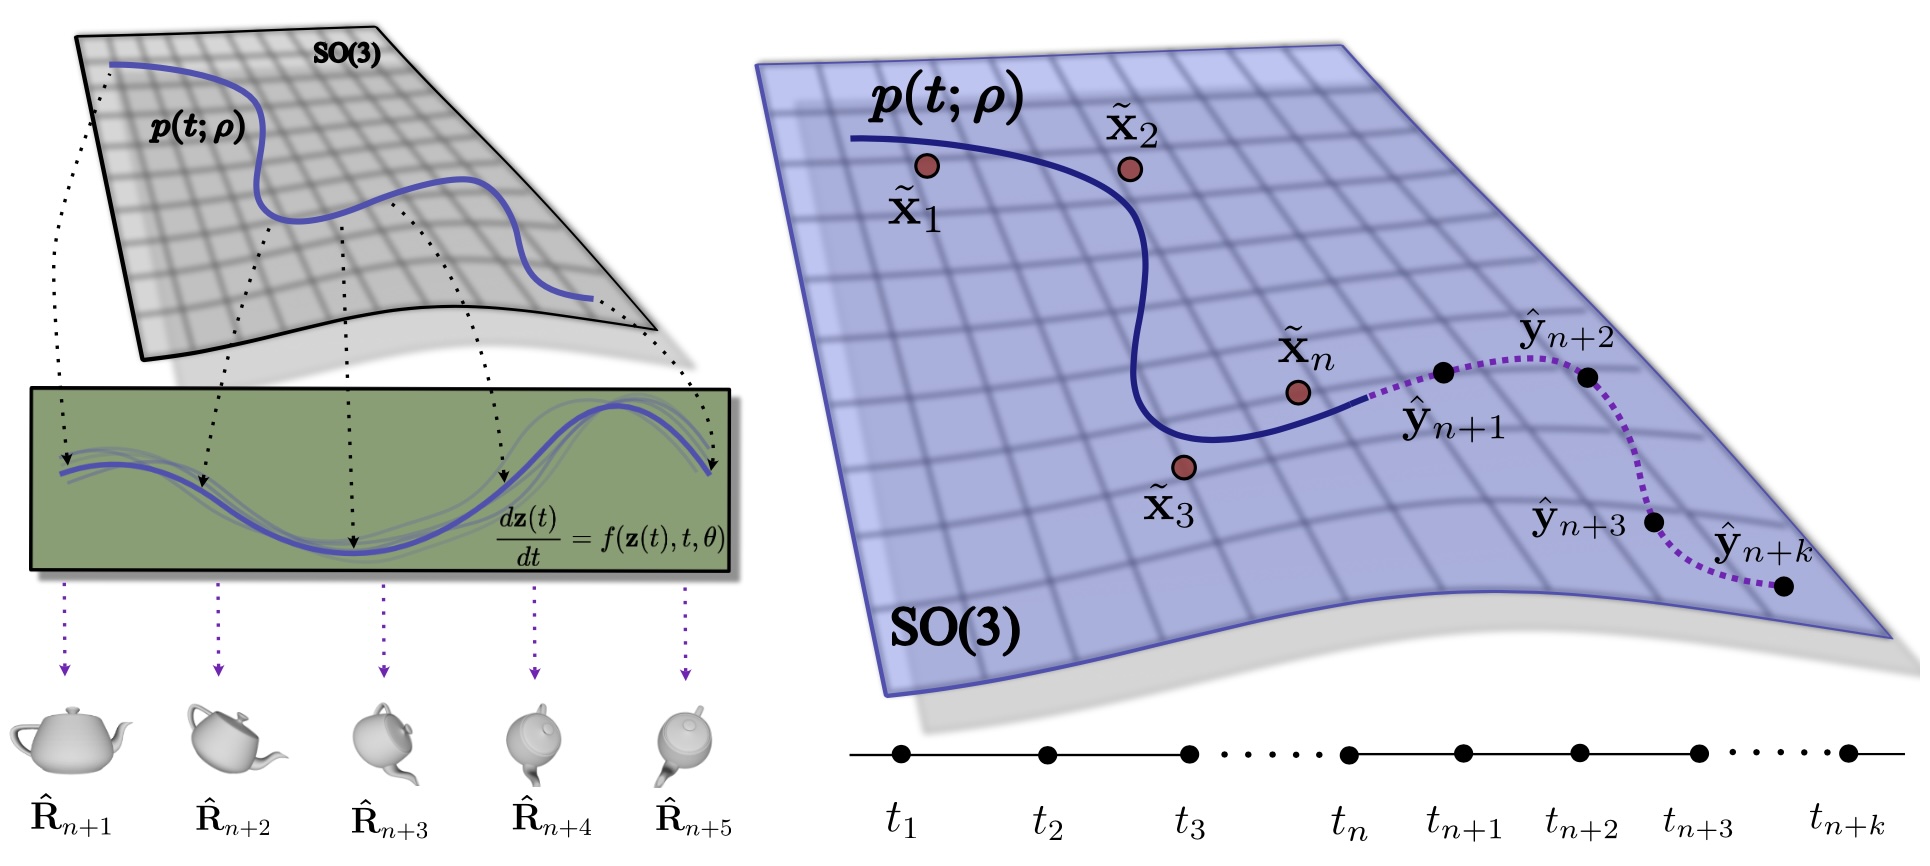 SO(3)
p(t; ρ)
dz(t)/dt = f(z(t), t, θ)
R̂ₙ₊₁ R̂ₙ₊₂ R̂ₙ₊₃ R̂ₙ₊₄ R̂ₙ₊₅
p(t; ρ)
x̃₂
x̃₁
x̃ₙ
ŷₙ₊₂
ŷₙ₊₁
x̃₃
ŷₙ₊₃
ŷₙ₊ₖ
SO(3)
t₁ t₂ t₃ tₙ tₙ₊₁ tₙ₊₂ tₙ₊₃ tₙ₊ₖ